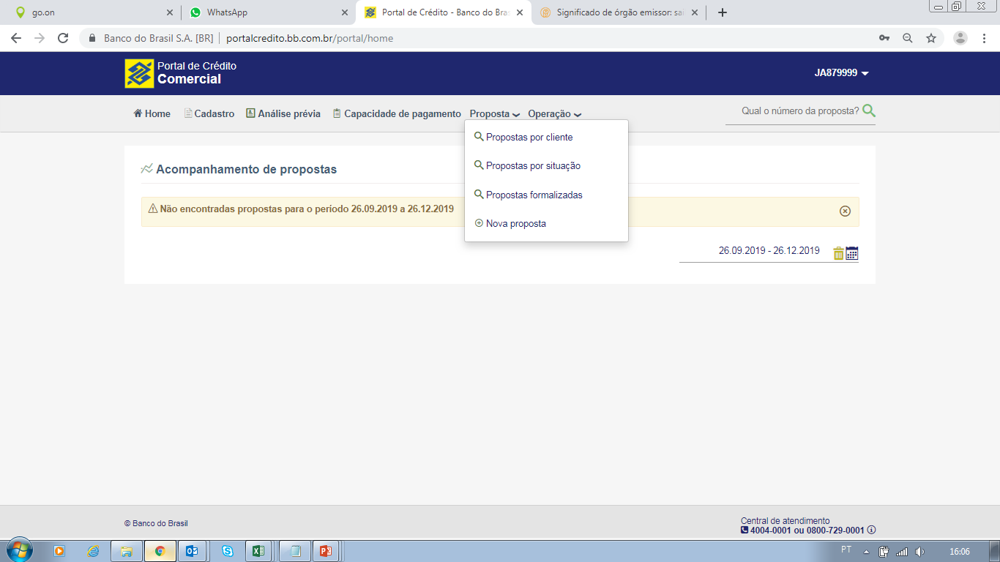 go.on
WhatsApp
Portal de Crédito - Banco do Bras
Significado de órgão emissor: sai
Banco do Brasil S.A. [BR]
portalcredito.bb.com.br/portal/home
Portal de Crédito
Comercial
JA879999
Home
Cadastro
Análise prévia
Capacidade de pagamento
Proposta
Operação
Qual o número da proposta?
Propostas por cliente
Propostas por situação
Propostas formalizadas
Nova proposta
Acompanhamento de propostas
Não encontradas propostas para o período 26.09.2019 a 26.12.2019
26.09.2019 - 26.12.2019
© Banco do Brasil
Central de atendimento
4004-0001 ou 0800-729-0001
PT
16:06